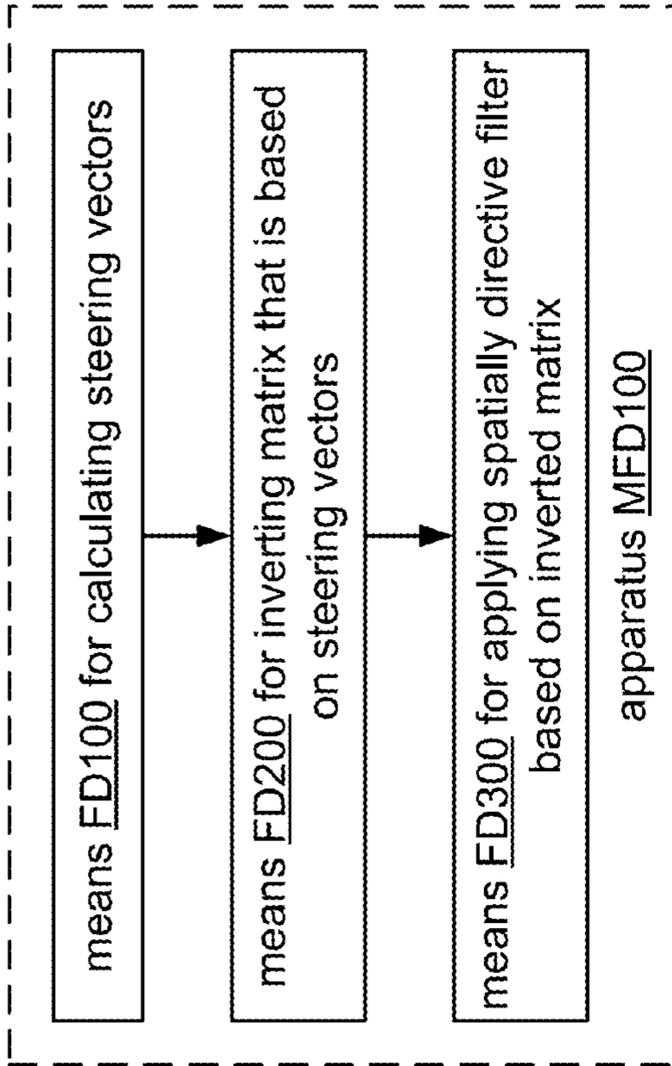 means FD100 for calculating steering vectors
means FD200 for inverting matrix that is based
on steering vectors
means FD300 for applying spatially directive filter
based on inverted matrix
apparatus MFD100